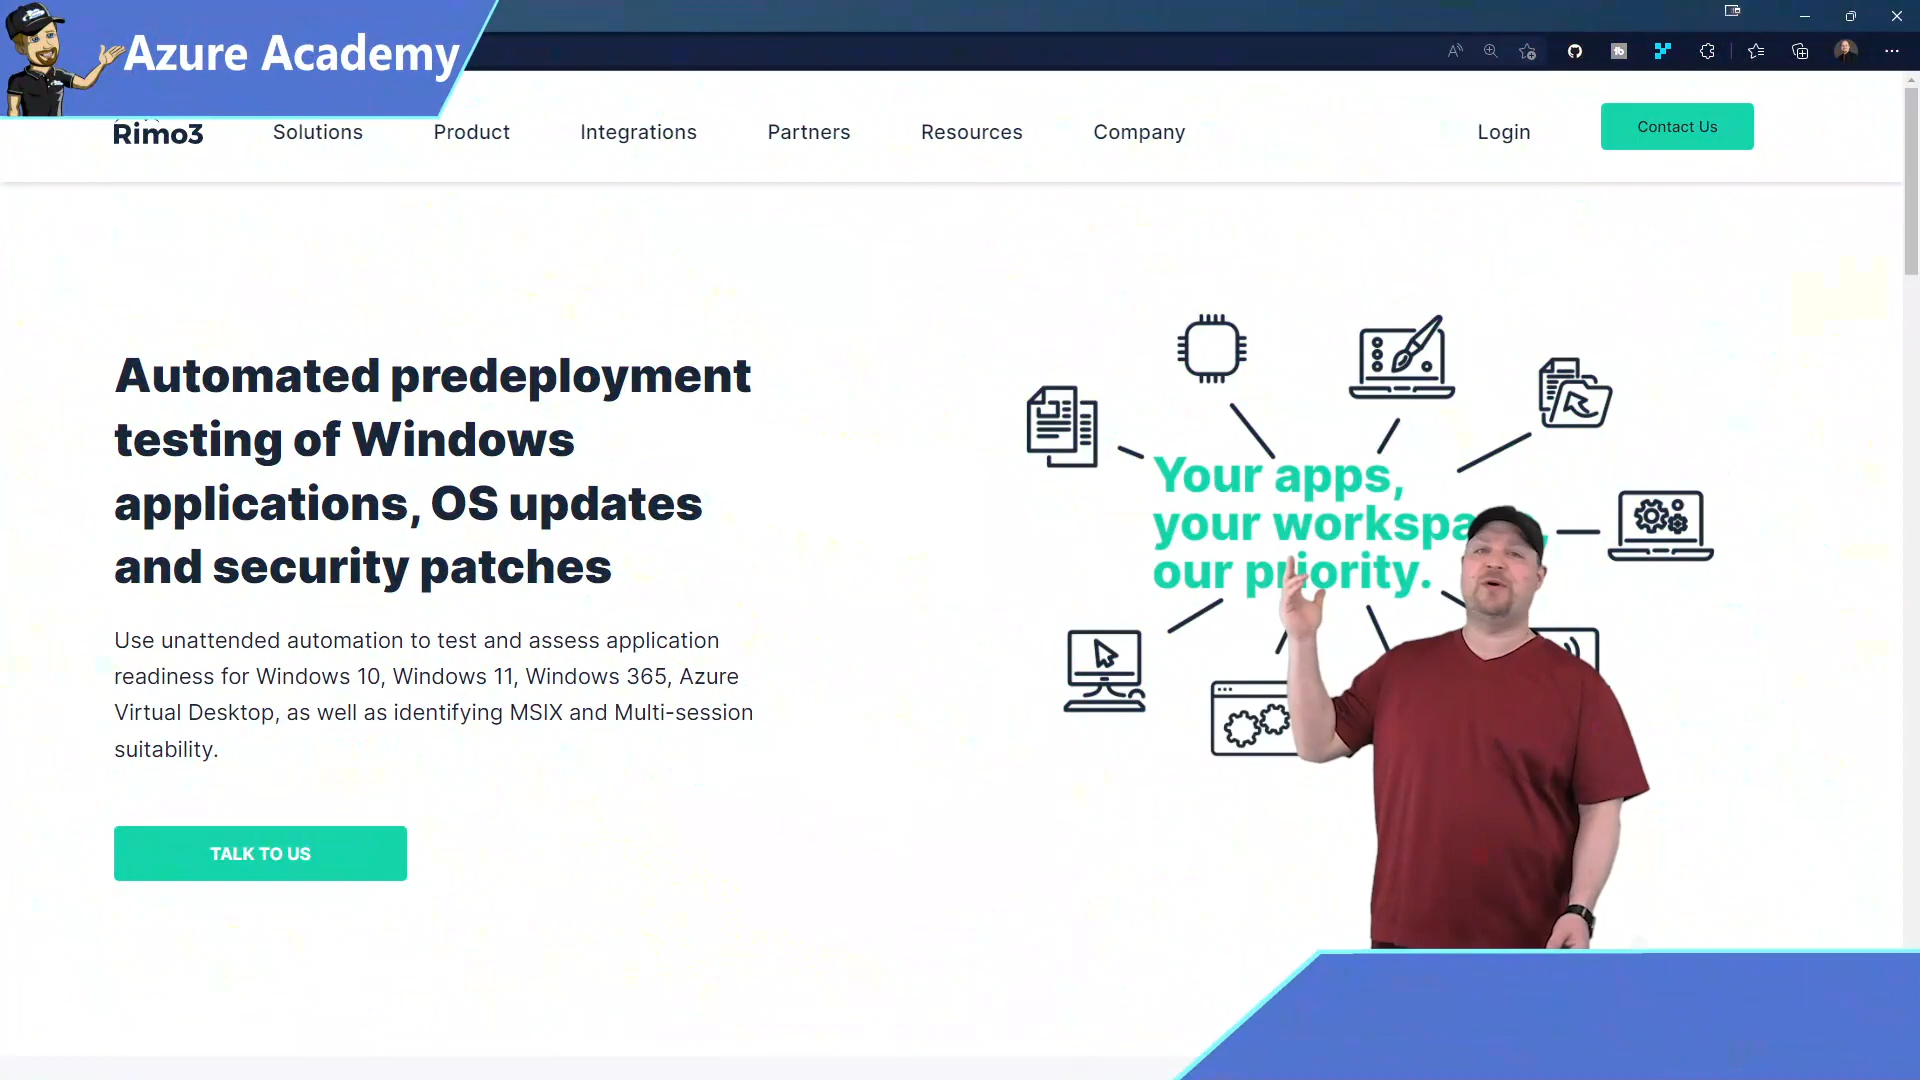 Azure Academy
Rimo3
Solutions
Product
Integrations
Partners
Resources
Company
Login
Contact Us
Automated predeployment
testing of Windows
applications, OS updates
and security patches
Use unattended automation to test and assess application
readiness for Windows 10, Windows 11, Windows 365, Azure
Virtual Desktop, as well as identifying MSIX and Multi-session
suitability.
TALK TO US
Your apps,
your workspa
our priority.